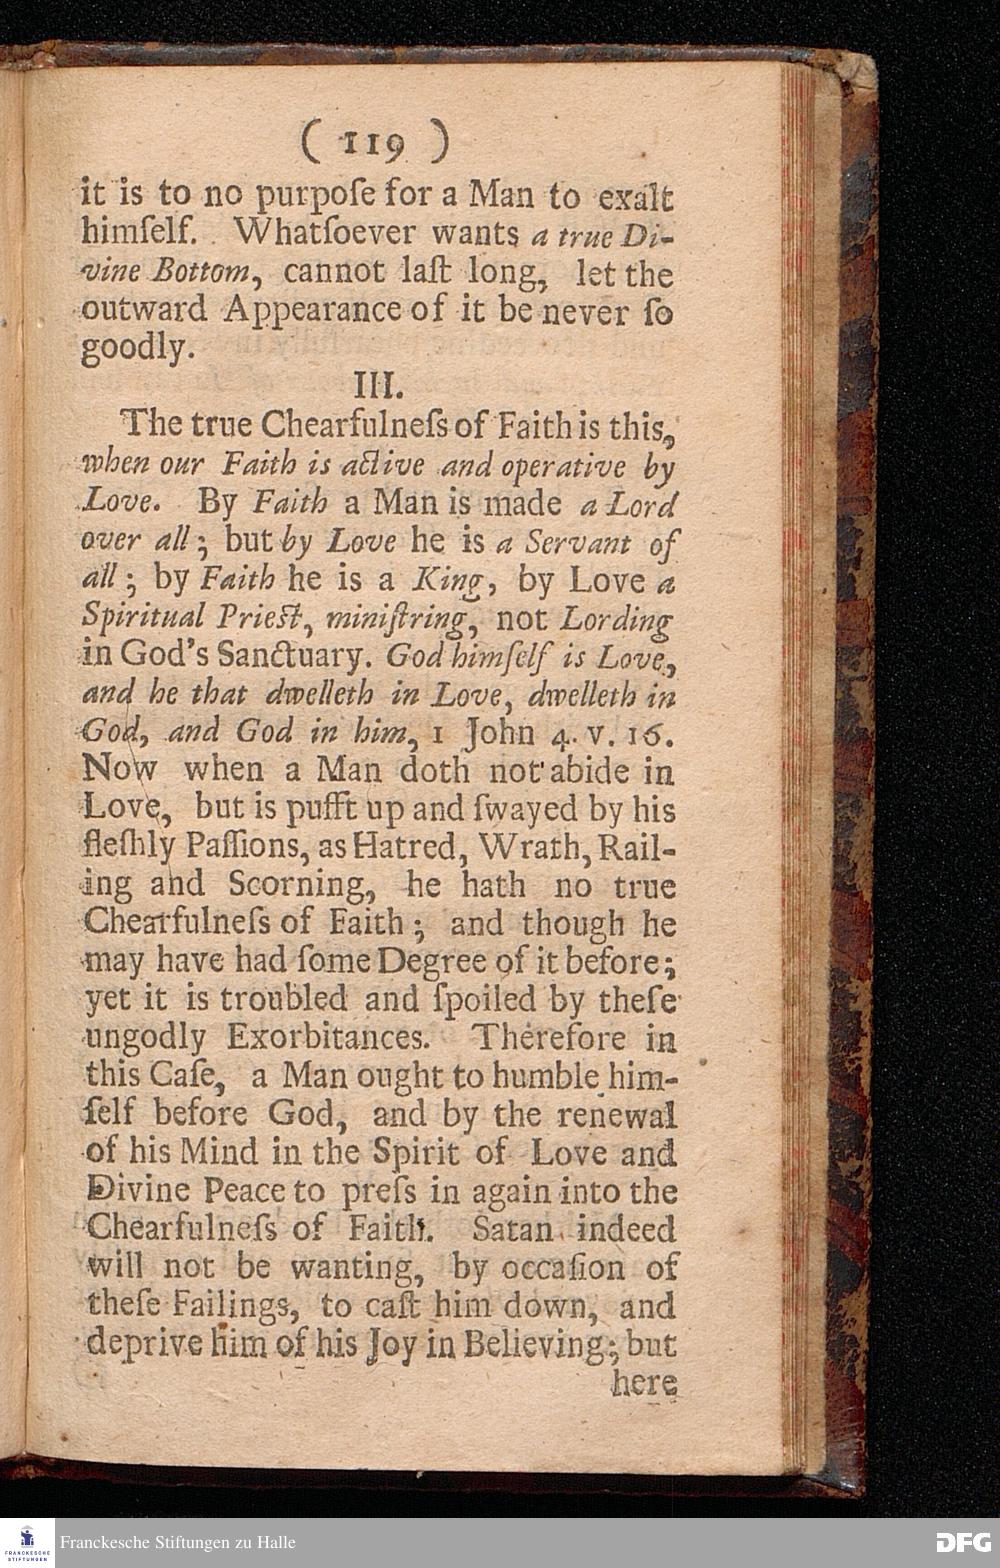 ( 119 )
it is to no purpoſe for a Man to exalt
himſelf. Whatſoever wants a true Di-
vine Bottom, cannot laſt long, let the
outward Appearance of it be never ſo
goodly.
III.
The true Chearfulneſs of Faith is this,
when our Faith is active and operative by
Love. By Faith a Man is made a Lord
over all; but by Love he is a Servant of
all; by Faith he is a King, by Love a
Spiritual Prieſt, miniſtring, not Lording
in God's Sanctuary. God himſelf is Love,
and he that dwelleth in Love, dwelleth in
God, and God in him, 1 John 4. v. 16.
Now when a Man doth not abide in
Love, but is pufft up and ſwayed by his
fleſhly Paſſions, as Hatred, Wrath, Rail-
ing and Scorning, he hath no true
Chearfulneſs of Faith; and though he
may have had ſome Degree of it before;
yet it is troubled and ſpoiled by theſe
ungodly Exorbitances. Therefore in
this Caſe, a Man ought to humble him-
ſelf before God, and by the renewal
of his Mind in the Spirit of Love and
Divine Peace to preſs in again into the
Chearfulneſs of Faith. Satan indeed
will not be wanting, by occaſion of
theſe Failings, to caſt him down, and
deprive him of his Joy in Believing; but
here
FRANCKESCHE
STIFTUNGEN
Franckesche Stiftungen zu Halle
DFG